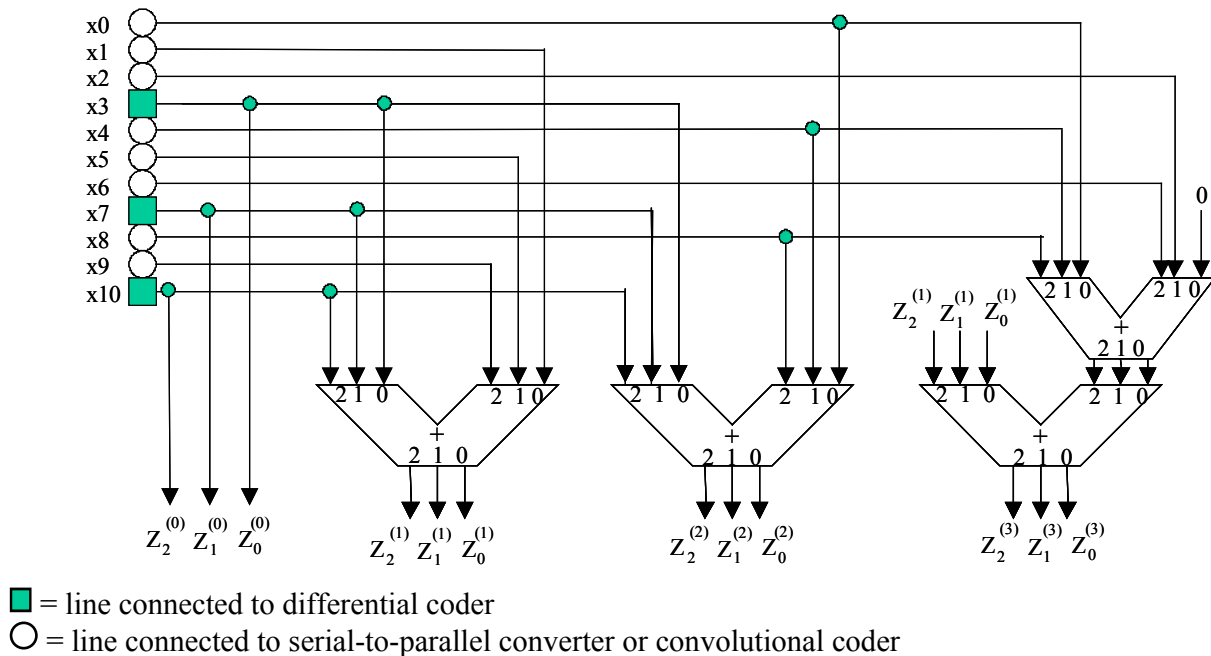 x0
x1
x2
x3
x4
x5
x6
x7
x8
x9
x10
0
2 1 0
2 1 0
+
2 1 0
Z₂⁽¹⁾ Z₁⁽¹⁾ Z₀⁽¹⁾
2 1 0
2 1 0
+
2 1 0
2 1 0
2 1 0
+
2 1 0
2 1 0
2 1 0
+
2 1 0
Z₂⁽⁰⁾ Z₁⁽⁰⁾ Z₀⁽⁰⁾
Z₂⁽¹⁾ Z₁⁽¹⁾ Z₀⁽¹⁾
Z₂⁽²⁾ Z₁⁽²⁾ Z₀⁽²⁾
Z₂⁽³⁾ Z₁⁽³⁾ Z₀⁽³⁾
= line connected to differential coder
= line connected to serial-to-parallel converter or convolutional coder